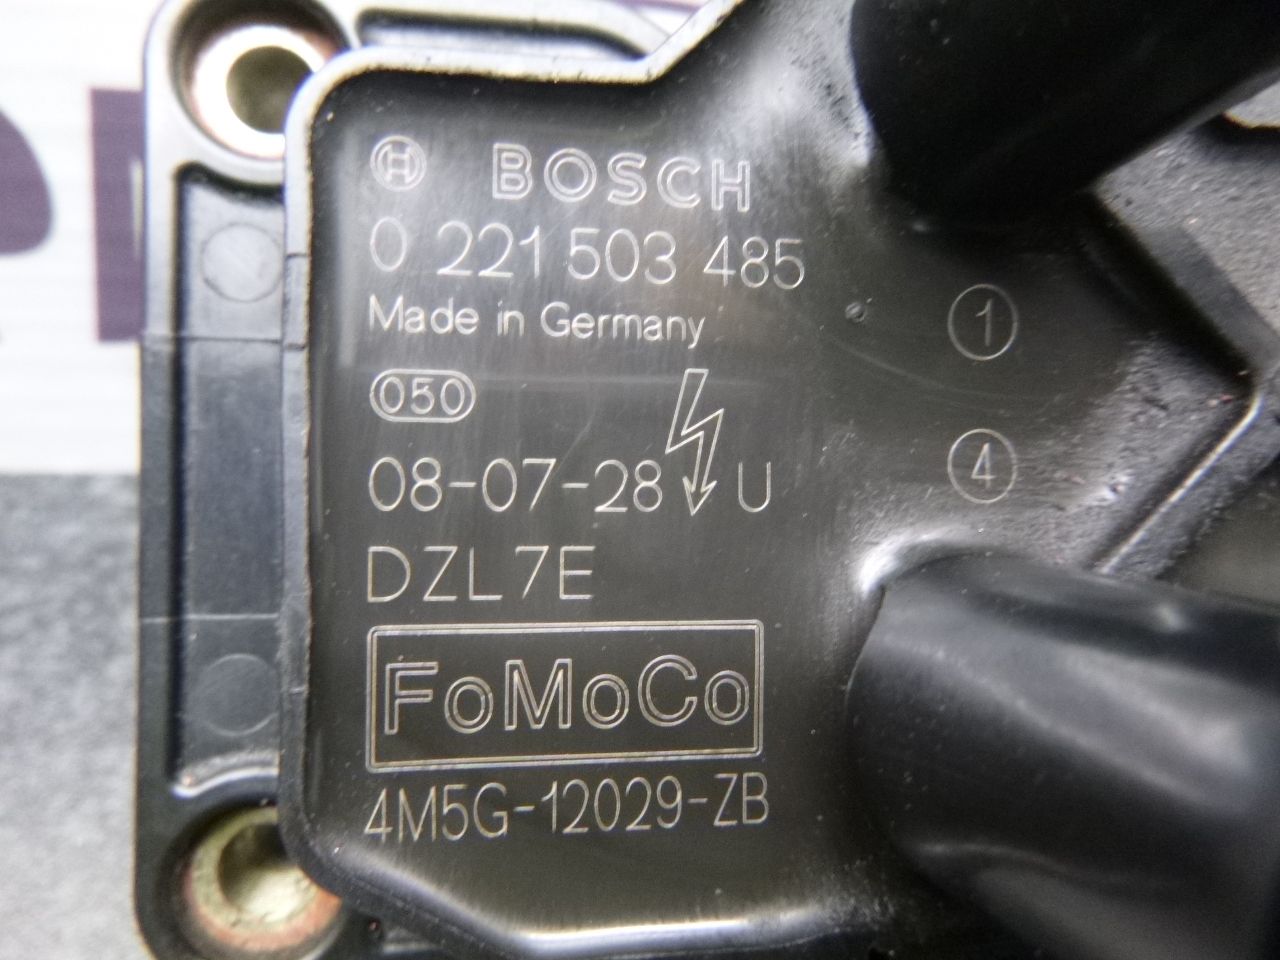 BOSCH
0 221 503 485
Made in Germany
050
08-07-28 U
DZL7E
FoMoCo
4M5G-12029-ZB
1
4